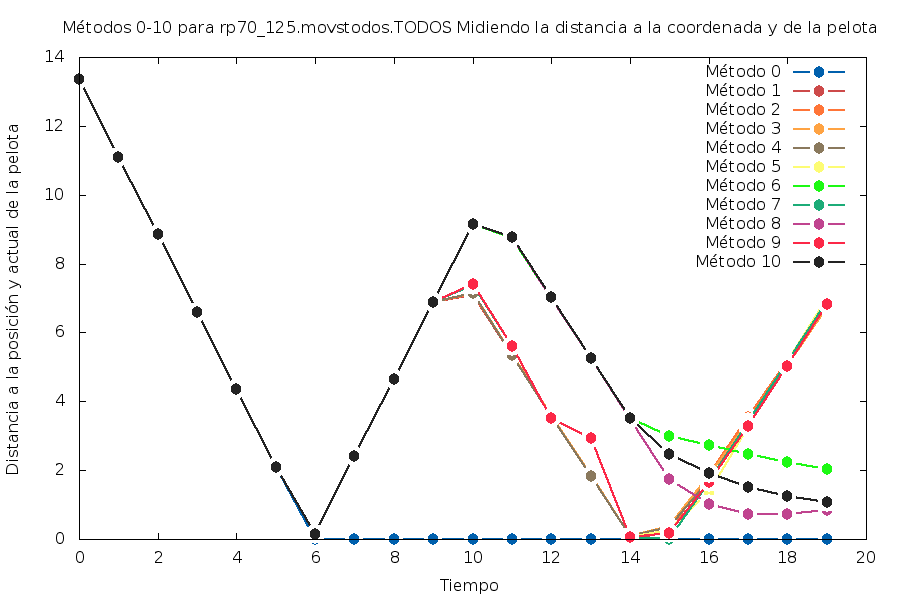 Métodos 0-10 para rp70_125.movstodos.TODOS Midiendo la distancia a la coordenada y de la pelota
Distancia a la posición y actual de la pelota
14
12
10
8
6
4
2
0
Método 0
Método 1
Método 2
Método 3
Método 4
Método 5
Método 6
Método 7
Método 8
Método 9
Método 10
0 2 4 6 8 10 12 14 16 18 20
Tiempo